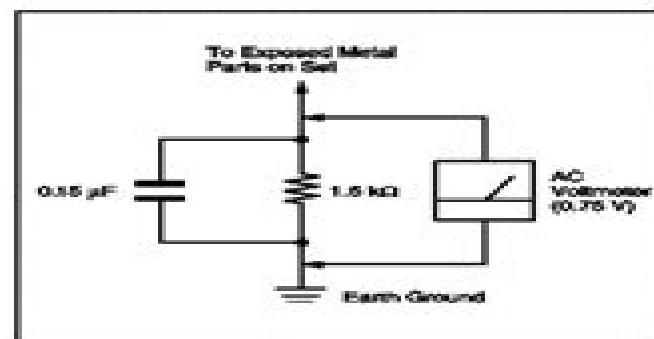 To Exposed Metal
Parts on Set
0.15 µF
1.5 kΩ
AC
Voltmeter
(0.75 V)
Earth Ground